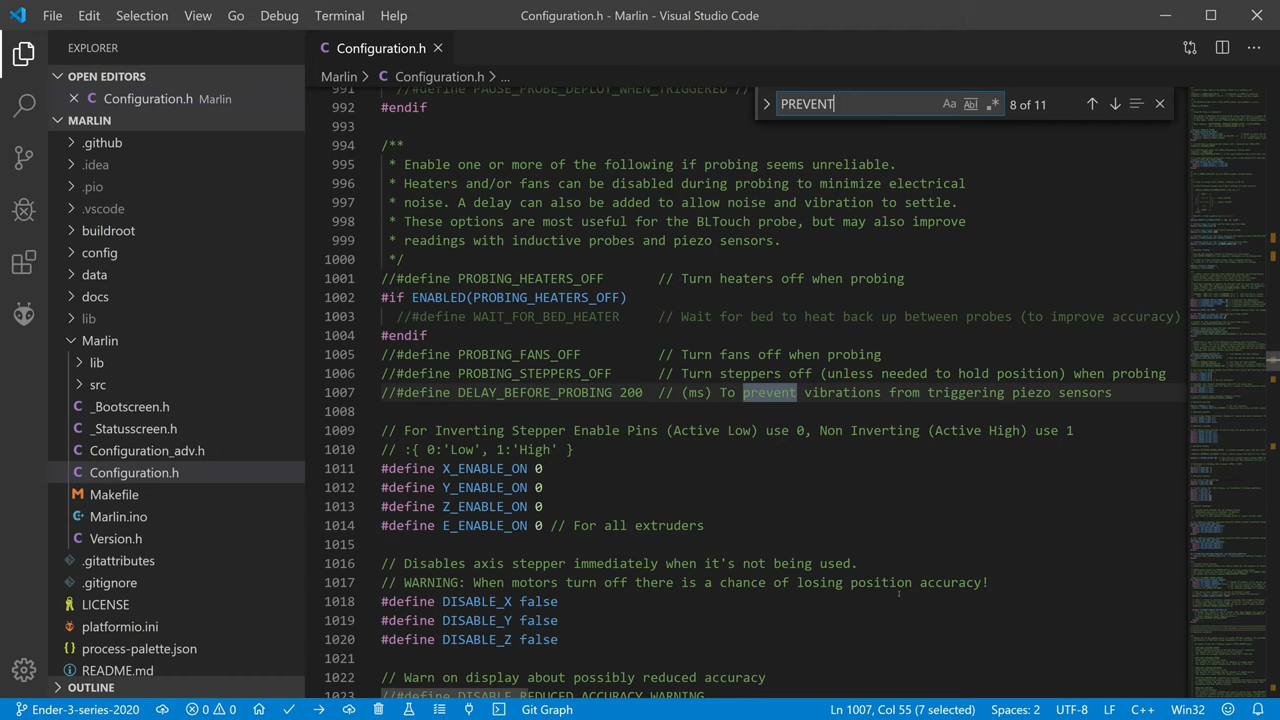 File Edit Selection View Go Debug Terminal Help
Configuration.h - Marlin - Visual Studio Code
EXPLORER
OPEN EDITORS
Configuration.h Marlin
MARLIN
.github
.idea
.pio
.vscode
buildroot
config
data
docs
lib
Marlin
lib
src
_Bootscreen.h
_Statusscreen.h
Configuration_adv.h
Configuration.h
Makefile
Marlin.ino
Version.h
.gitattributes
.gitignore
LICENSE
platformio.ini
process-palette.json
README.md
OUTLINE
Configuration.h
Marlin > Configuration.h > ...
PREVENT
Aa Abl .* 8 of 11
991 //#define PAUSE_PROBE_DEPLOY_WHEN_TRIGGERED //
992 #endif
993
994 /**
995 * Enable one or more of the following if probing seems unreliable.
996 * Heaters and/or fans can be disabled during probing to minimize electrical
997 * noise. A delay can also be added to allow noise and vibration to settle.
998 * These options are most useful for the BLTouch probe, but may also improve
999 * readings with inductive probes and piezo sensors.
1000 */
1001 //#define PROBING_HEATERS_OFF // Turn heaters off when probing
1002 #if ENABLED(PROBING_HEATERS_OFF)
1003 //#define WAIT_FOR_BED_HEATER // Wait for bed to heat back up between probes (to improve accuracy)
1004 #endif
1005 //#define PROBING_FANS_OFF // Turn fans off when probing
1006 //#define PROBING_STEPPERS_OFF // Turn steppers off (unless needed to hold position) when probing
1007 //#define DELAY_BEFORE_PROBING 200 // (ms) To prevent vibrations from triggering piezo sensors
1008
1009 // For Inverting Stepper Enable Pins (Active Low) use 0, Non Inverting (Active High) use 1
1010 // :{ 0:'Low', 1:'High' }
1011 #define X_ENABLE_ON 0
1012 #define Y_ENABLE_ON 0
1013 #define Z_ENABLE_ON 0
1014 #define E_ENABLE_ON 0 // For all extruders
1015
1016 // Disables axis stepper immediately when it's not being used.
1017 // WARNING: When motors turn off there is a chance of losing position accuracy!
1018 #define DISABLE_X false
1019 #define DISABLE_Y false
1020 #define DISABLE_Z false
1021
1022 // Warn on display about possibly reduced accuracy
1023 //#define DISABLE_REDUCED_ACCURACY_WARNING
Ender-3-series-2020 0 0 Git Graph Ln 1007, Col 55 (7 selected) Spaces: 2 UTF-8 LF C++ Win32